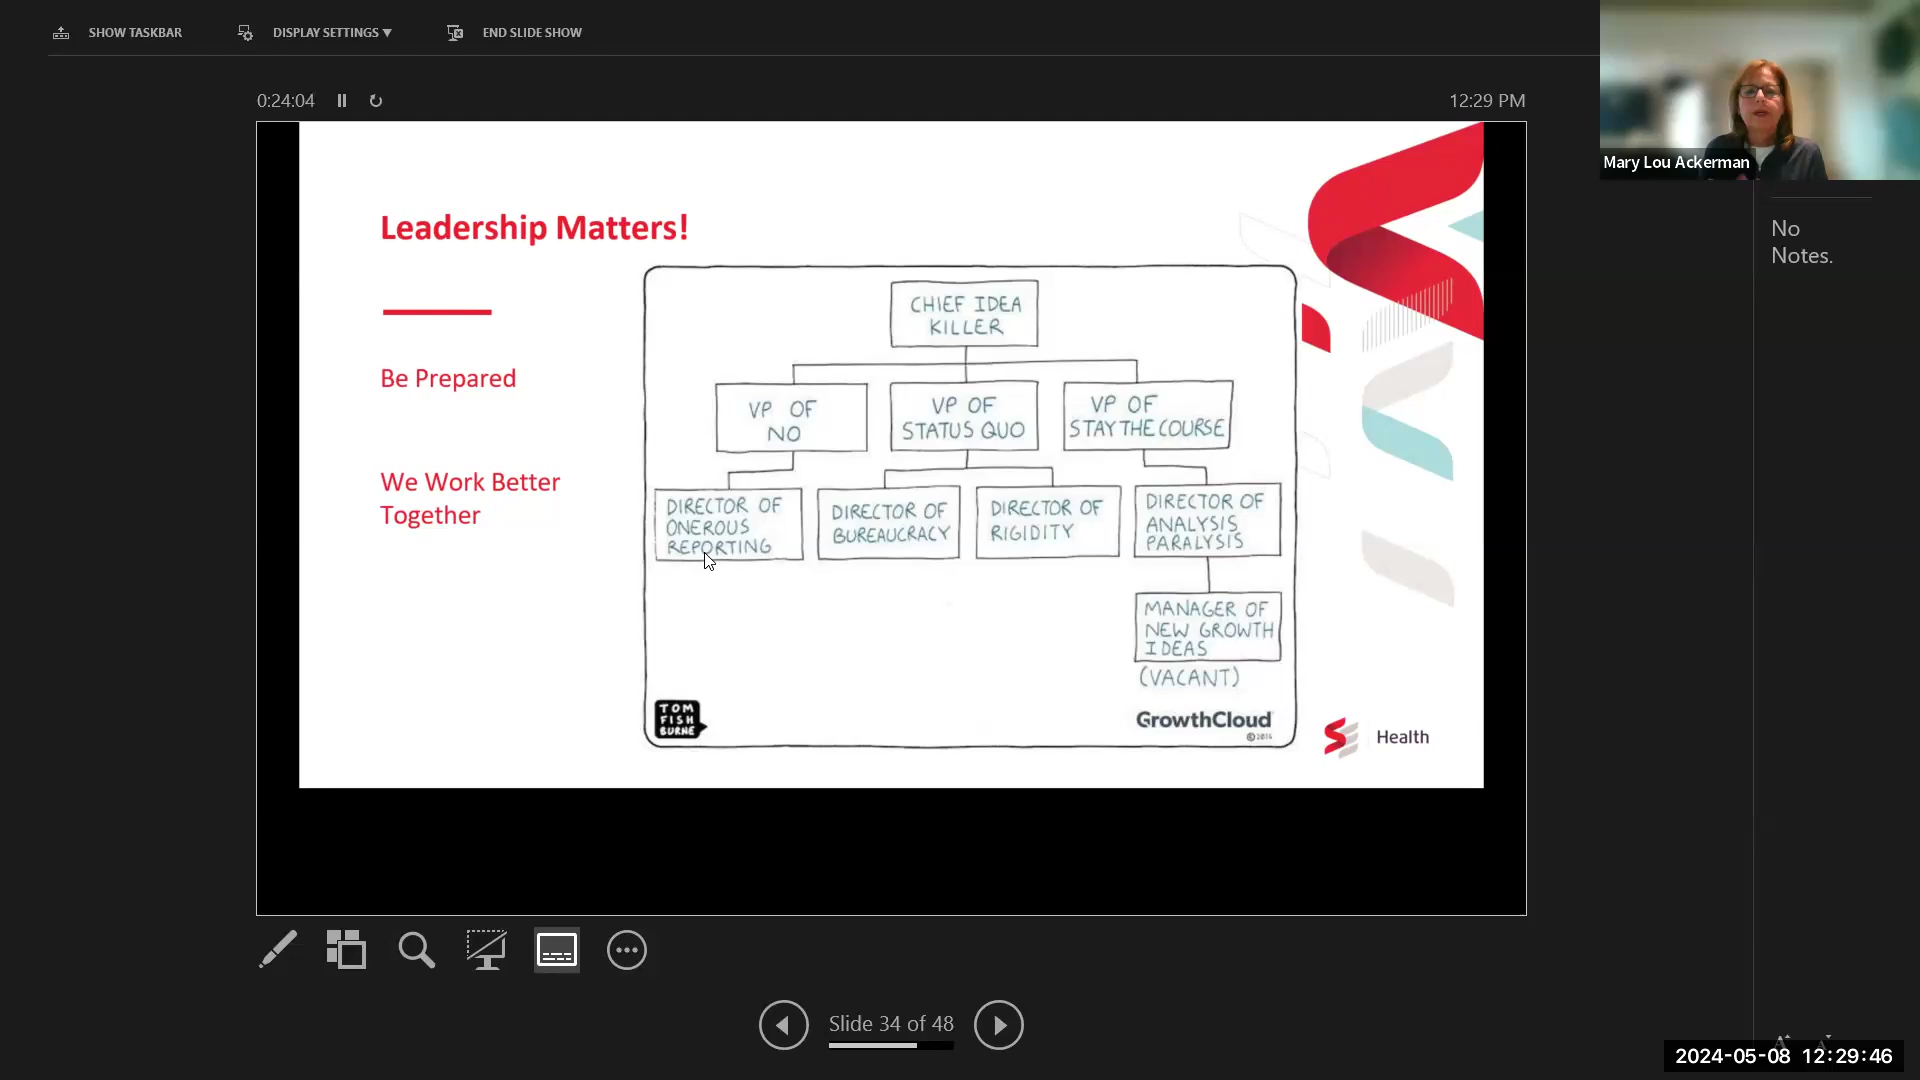 SHOW TASKBAR
DISPLAY SETTINGS ▼
END SLIDE SHOW
0:24:04
12:29 PM
Mary Lou Ackerman
No
Notes.
Leadership Matters!
Be Prepared
We Work Better
Together
CHIEF IDEA
KILLER
VP OF
NO
VP OF
STATUS QUO
VP OF
STAY THE COURSE
DIRECTOR OF
ONEROUS
REPORTING
DIRECTOR OF
BUREAUCRACY
DIRECTOR OF
RIGIDITY
DIRECTOR OF
ANALYSIS
PARALYSIS
MANAGER OF
NEW GROWTH
IDEAS
(VACANT)
TOM
FISH
BURNE
GrowthCloud
©2014
Health
Slide 34 of 48
2024-05-08 12:29:46